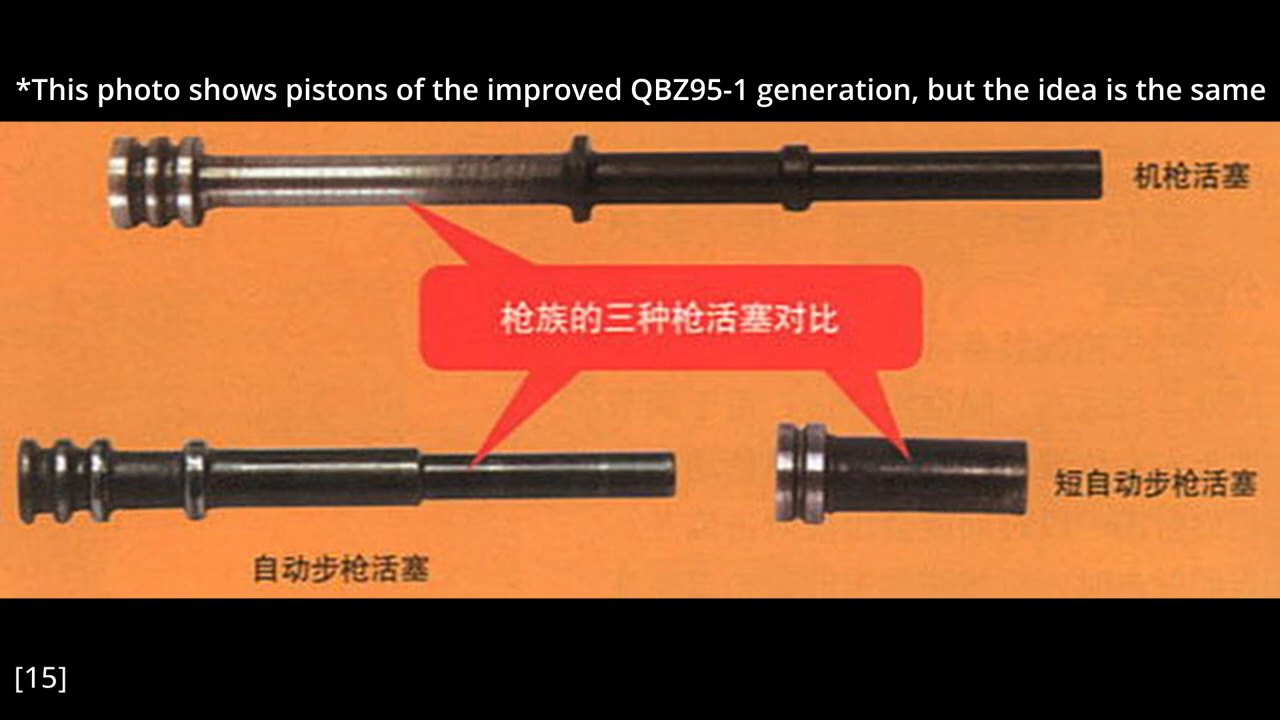 *This photo shows pistons of the improved QBZ95-1 generation, but the idea is the same
机枪活塞
枪族的三种枪活塞对比
短自动步枪活塞
自动步枪活塞
[15]